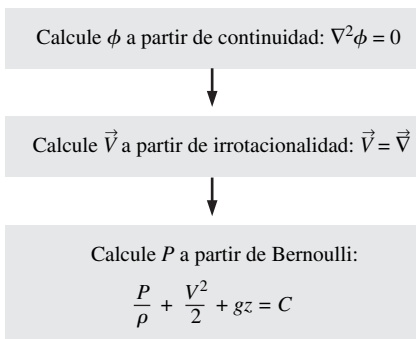 Calcule ϕ a partir de continuidad: ∇²ϕ = 0
Calcule V⃗ a partir de irrotacionalidad: V⃗ = ∇⃗
Calcule P a partir de Bernoulli:
P/ρ + V²/2 + gz = C